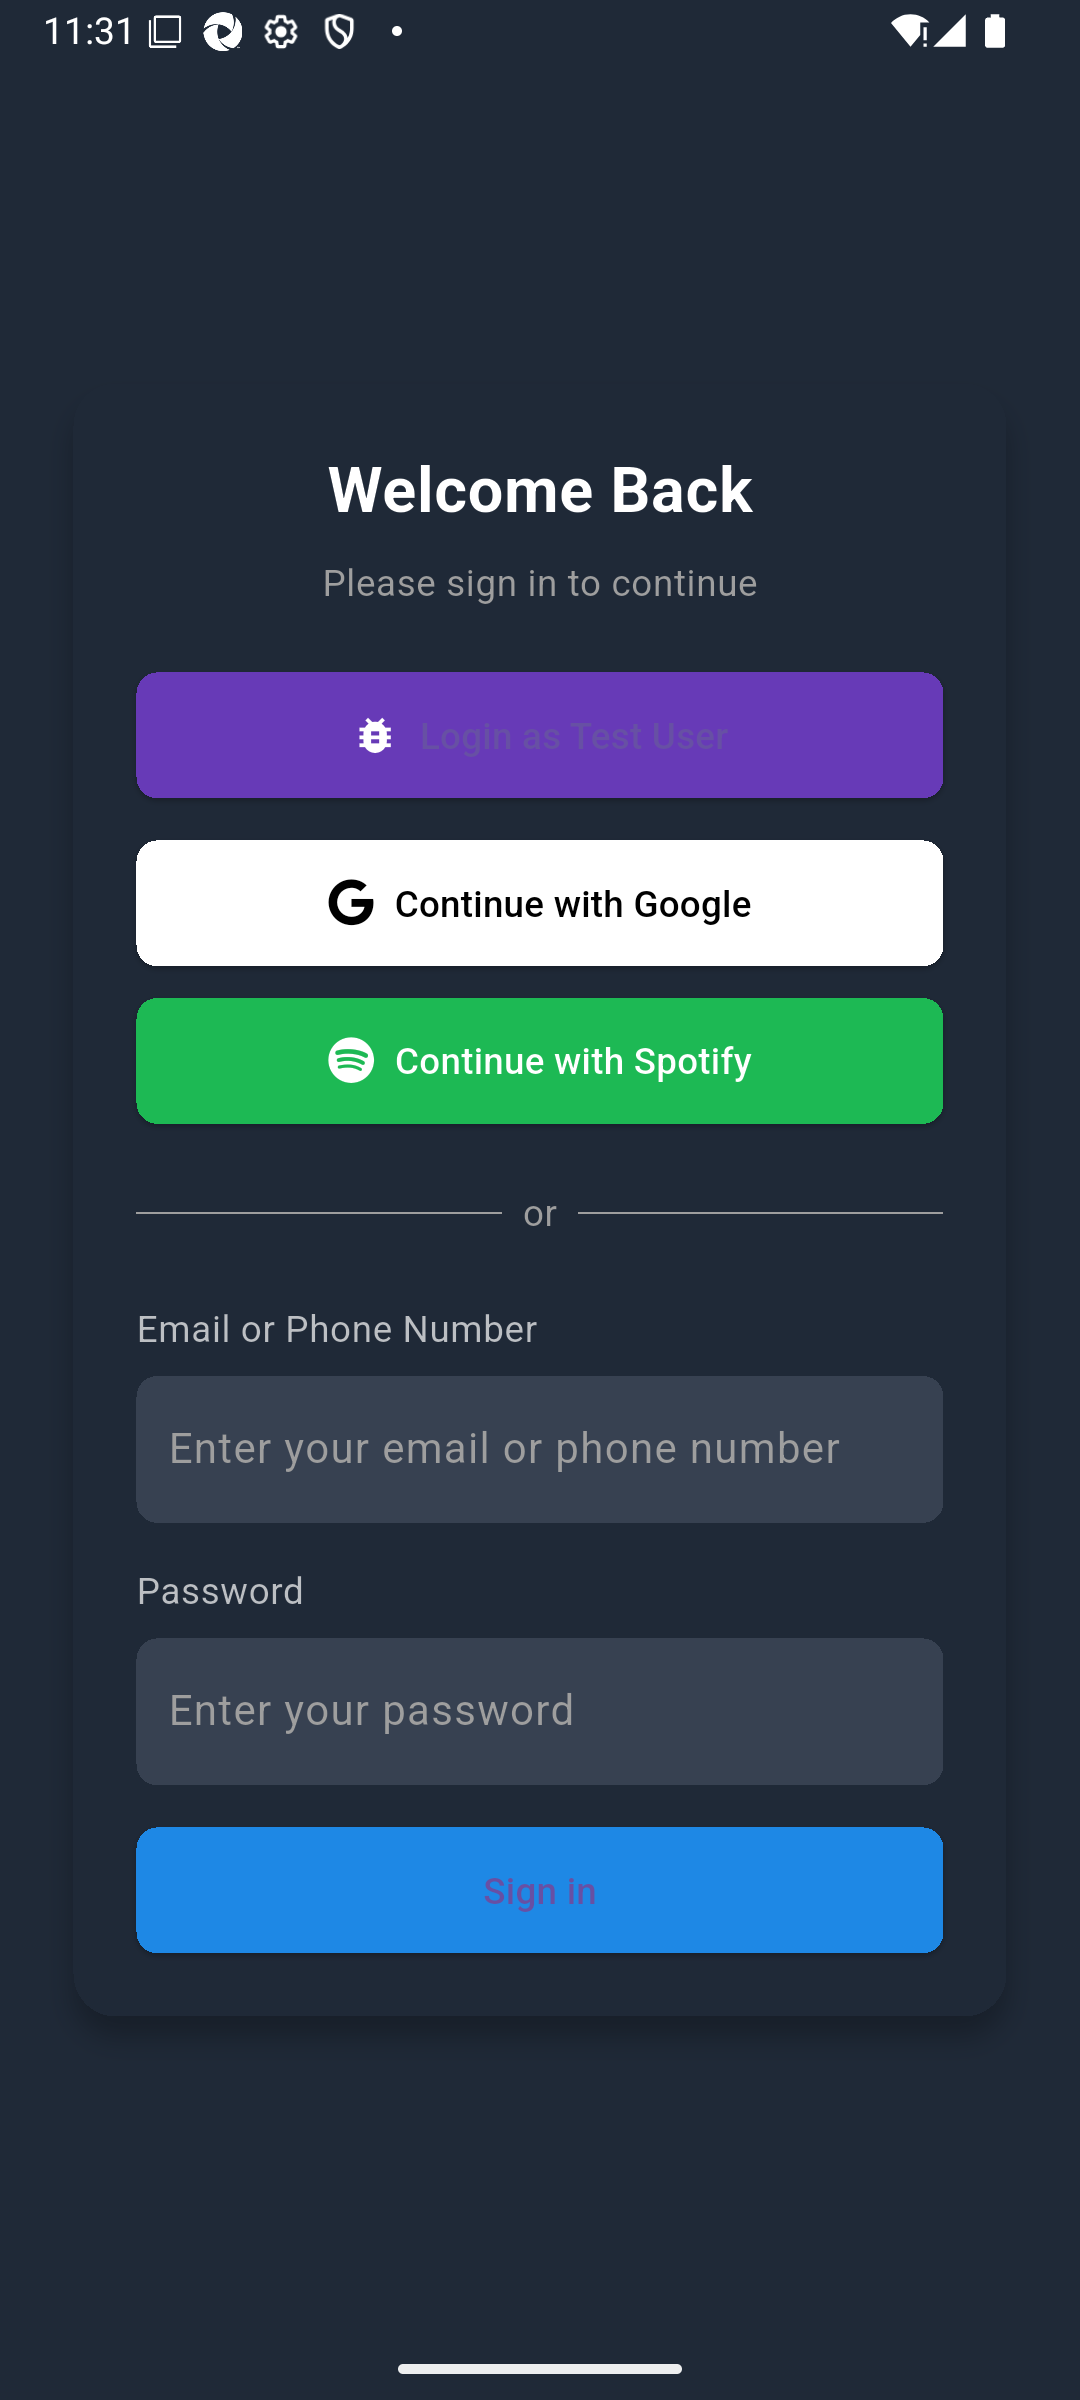 11:31
Welcome Back
Please sign in to continue
Login as Test User
Continue with Google
Continue with Spotify
or
Email or Phone Number
Enter your email or phone number
Password
Enter your password
Sign in